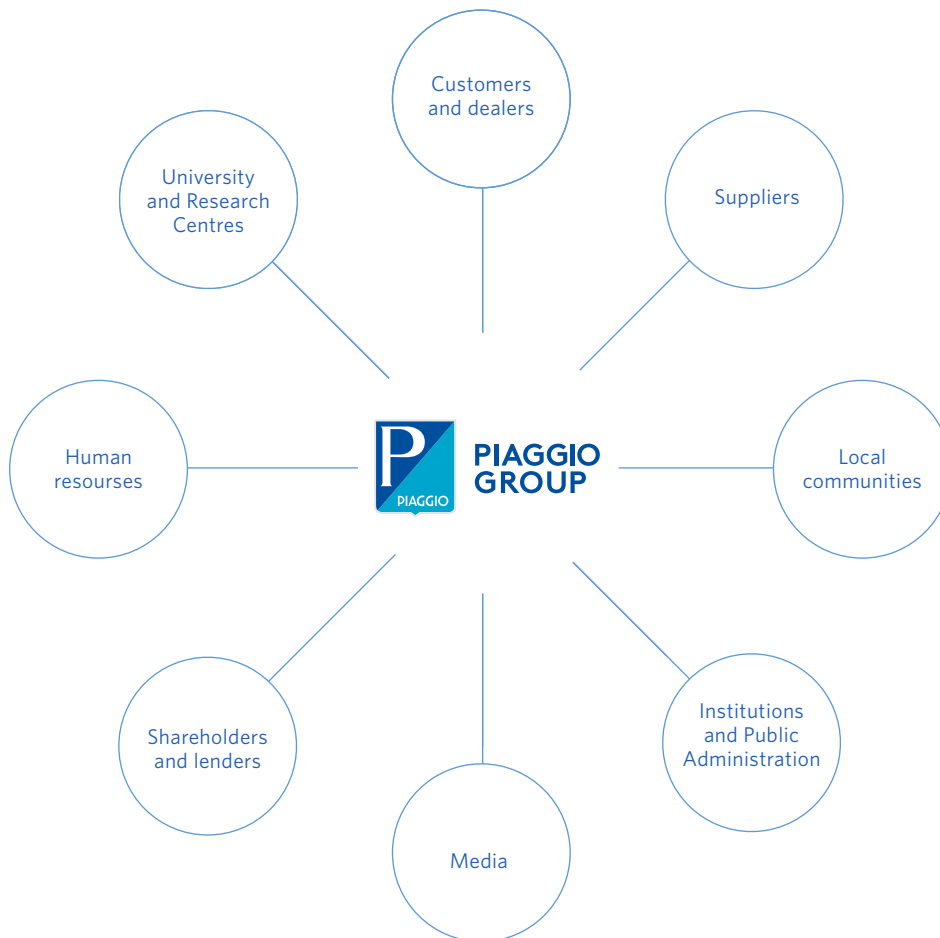 Customers
and dealers
University
and Research
Centres
Suppliers
Human
resourses
P
PIAGGIO
PIAGGIO
GROUP
Local
communities
Shareholders
and lenders
Institutions
and Public
Administration
Media